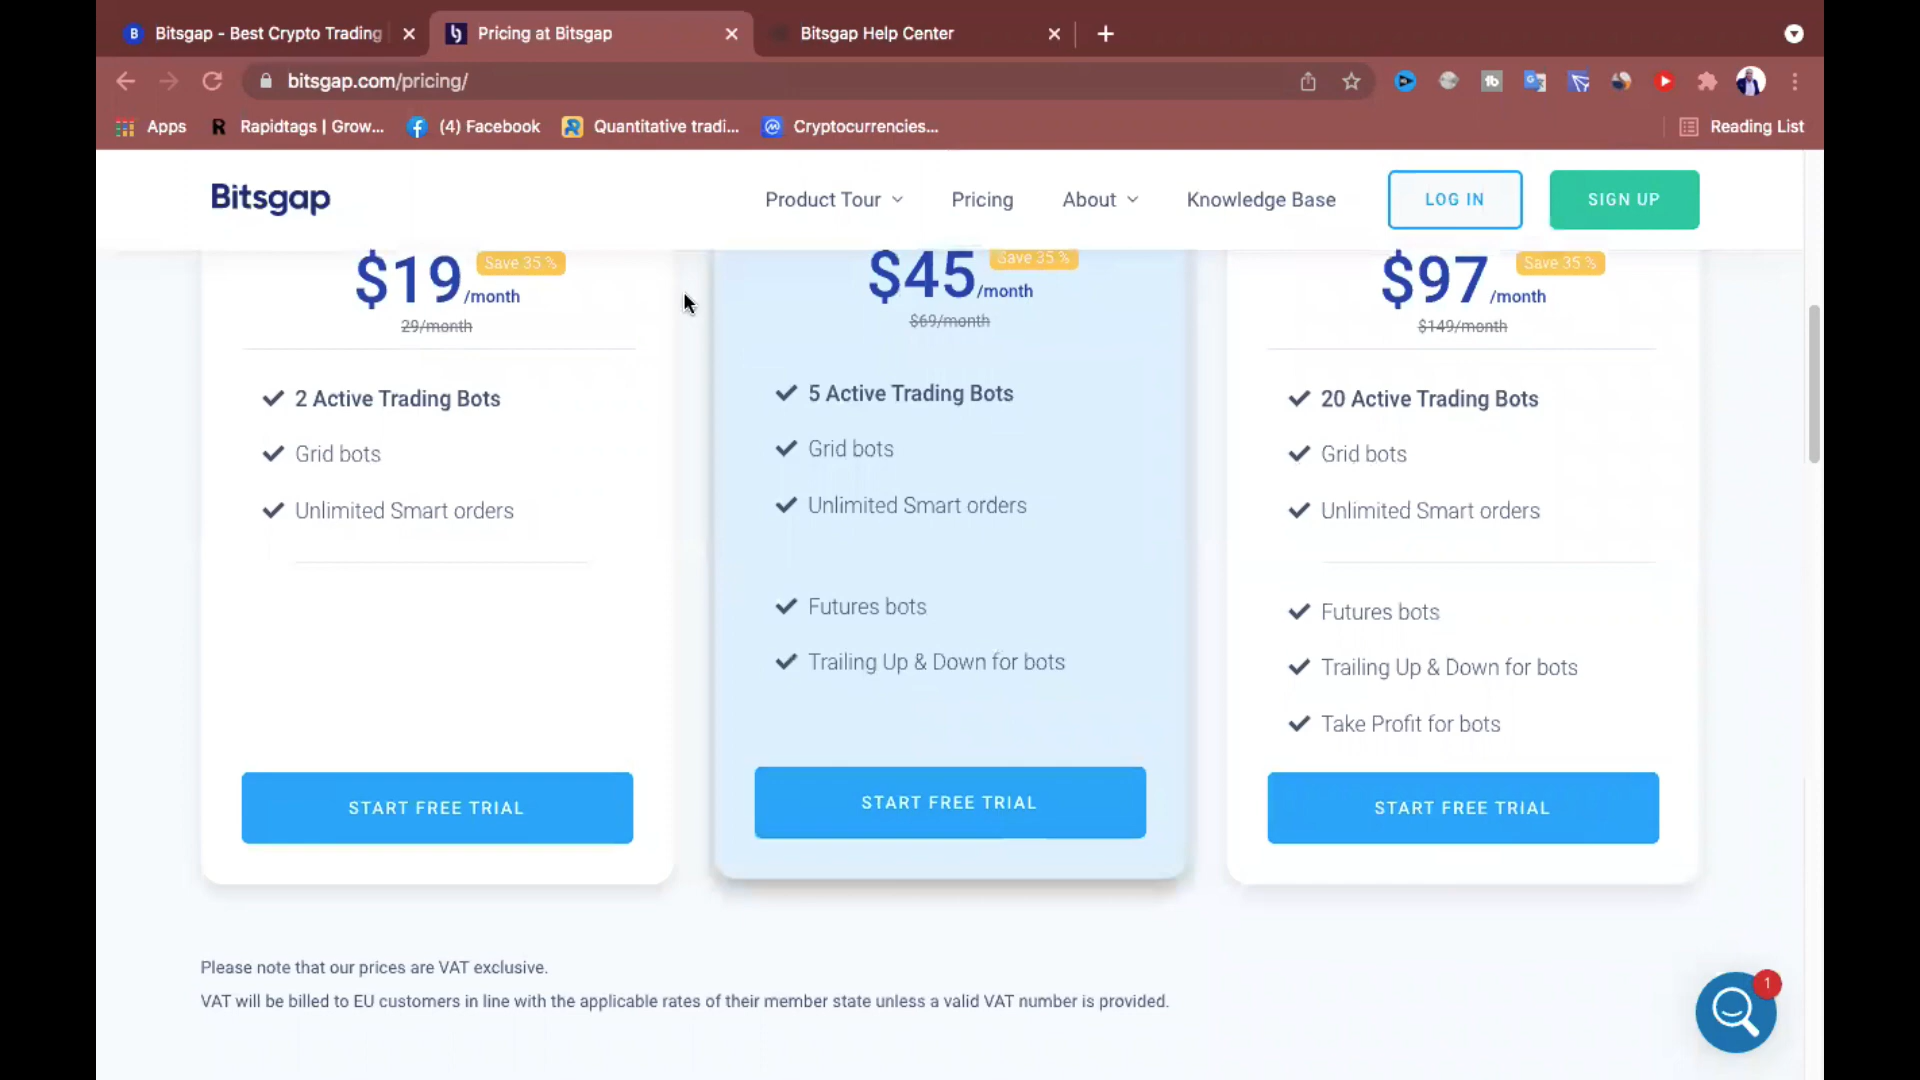 Bitsgap - Best Crypto Trading
Pricing at Bitsgap
Bitsgap Help Center
bitsgap.com/pricing/
Apps
Rapidtags | Grow...
(4) Facebook
Quantitative tradi...
Cryptocurrencies...
Reading List
Bitsgap
Product Tour
Pricing
About
Knowledge Base
LOG IN
SIGN UP
$19/month
Save 35 %
29/month
2 Active Trading Bots
Grid bots
Unlimited Smart orders
START FREE TRIAL
$45/month
Save 35 %
$69/month
5 Active Trading Bots
Grid bots
Unlimited Smart orders
Futures bots
Trailing Up & Down for bots
START FREE TRIAL
$97/month
Save 35 %
$149/month
20 Active Trading Bots
Grid bots
Unlimited Smart orders
Futures bots
Trailing Up & Down for bots
Take Profit for bots
START FREE TRIAL
Please note that our prices are VAT exclusive.
VAT will be billed to EU customers in line with the applicable rates of their member state unless a valid VAT number is provided.
1